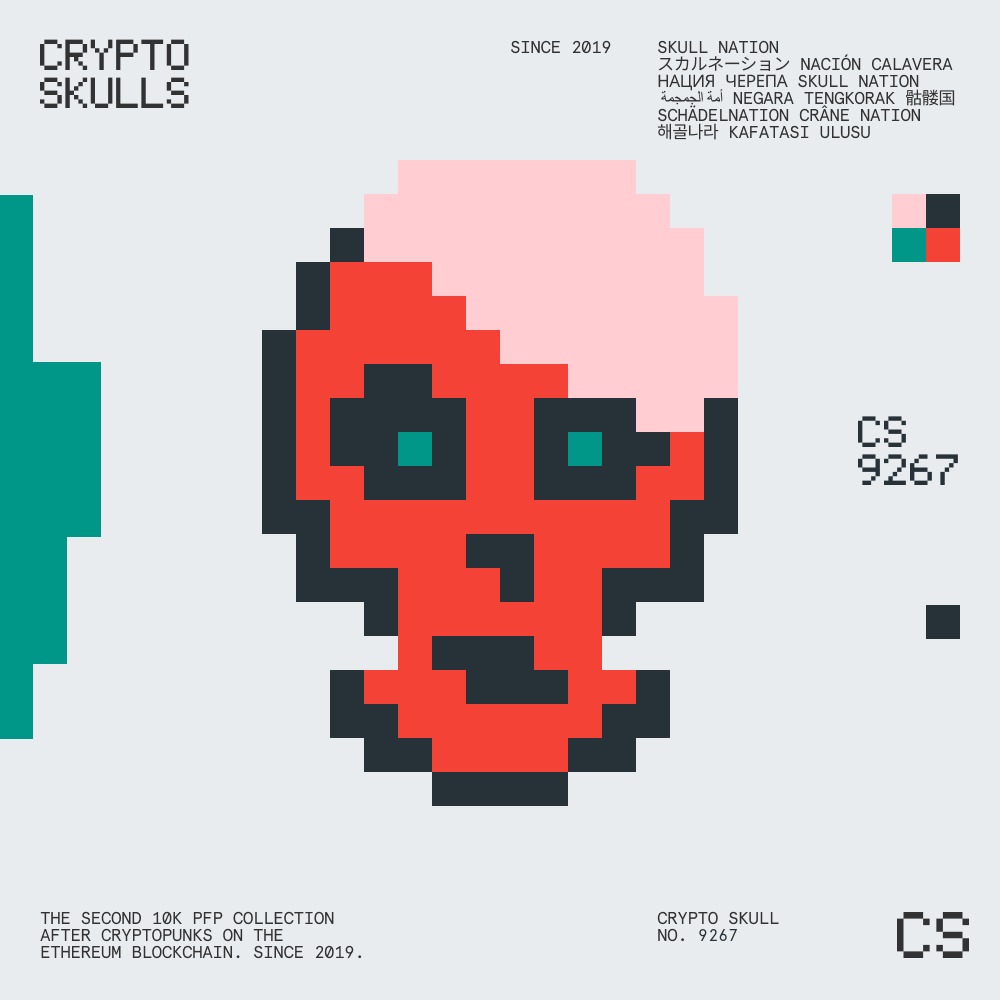 CRYPTO
SKULLS
SINCE 2019
SKULL NATION
スカルネーション NACIÓN CALAVERA
НАЦИЯ ЧЕРЕПА SKULL NATION
أمة الجمجمة NEGARA TENGKORAK 骷髅国
SCHÄDELNATION CRÂNE NATION
해골나라 KAFATASI ULUSU
CS
9267
THE SECOND 10K PFP COLLECTION
AFTER CRYPTOPUNKS ON THE
ETHEREUM BLOCKCHAIN. SINCE 2019.
CRYPTO SKULL
NO. 9267
CS